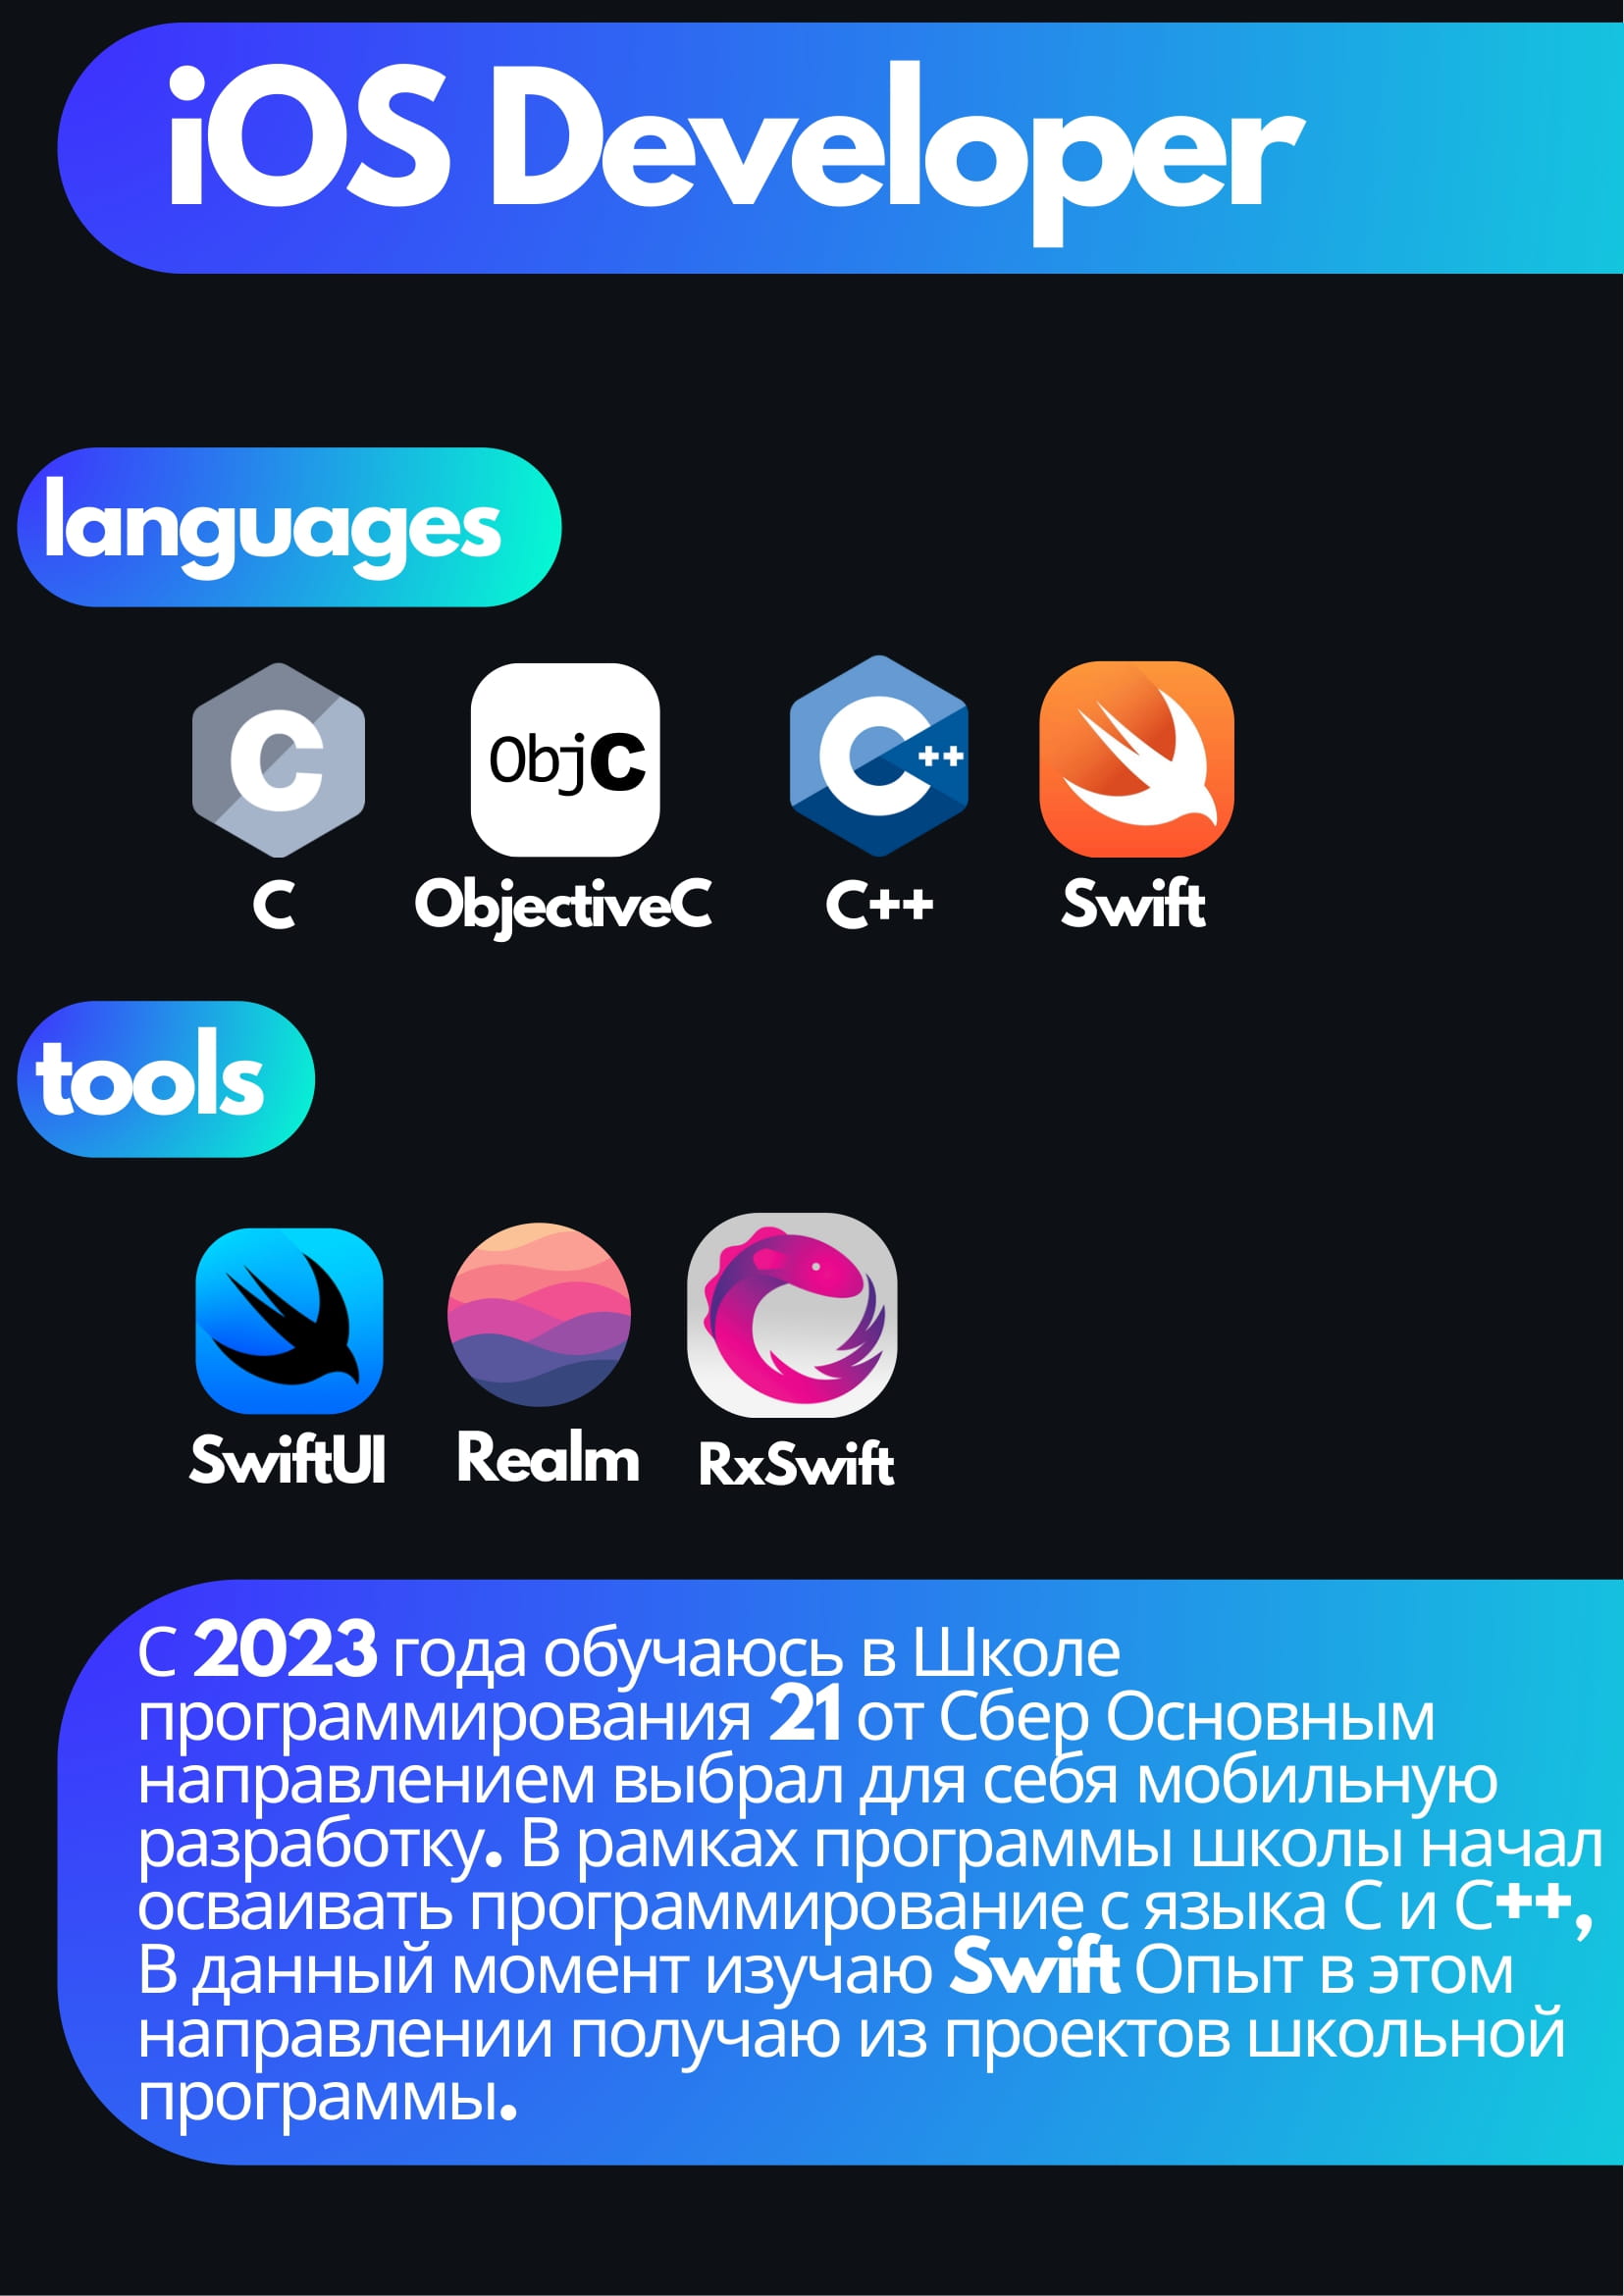 iOS Developer
languages
C
ObjC
C++
C ObjectiveC C++ Swift
tools
SwiftUI Realm RxSwift
С 2023 года обучаюсь в Школе
программирования 21 от Сбер Основным
направлением выбрал для себя мобильную
разработку. В рамках программы школы начал
осваивать программирование с языка С и С++,
В данный момент изучаю Swift Опыт в этом
направлении получаю из проектов школьной
программы.